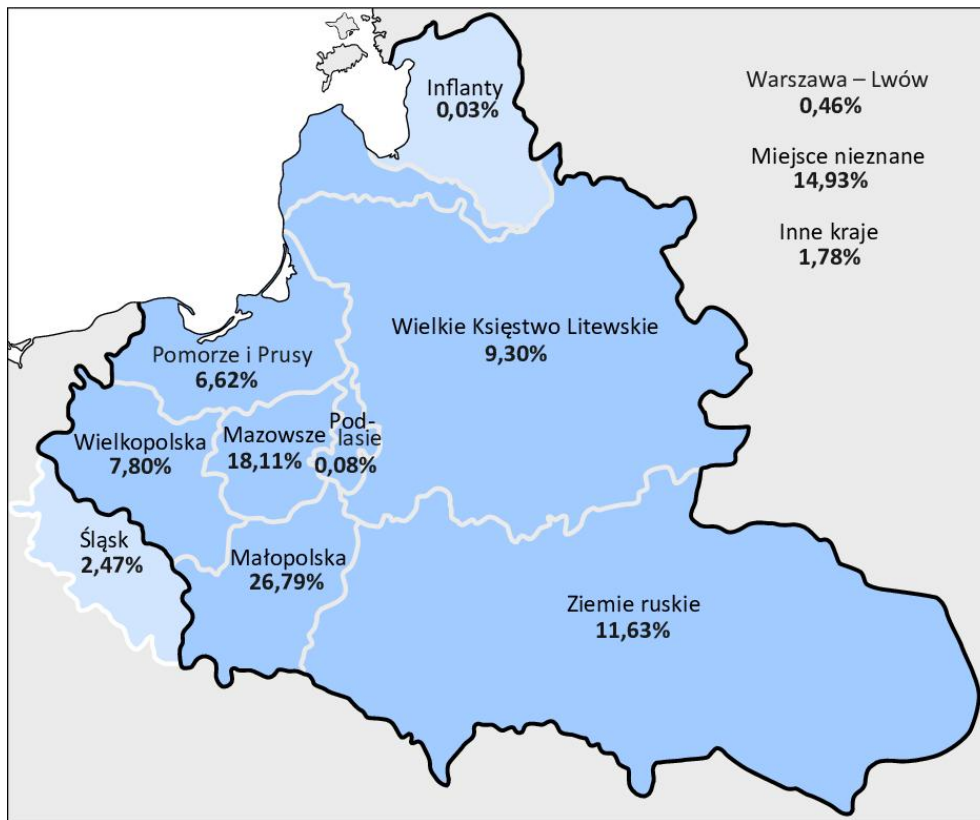 Inflanty
0,03%
Warszawa – Lwów
0,46%
Miejsce nieznane
14,93%
Inne kraje
1,78%
Wielkie Księstwo Litewskie
9,30%
Pomorze i Prusy
6,62%
Wielkopolska
7,80%
Mazowsze
18,11%
Pod-
lasie
0,08%
Śląsk
2,47%
Małopolska
26,79%
Ziemie ruskie
11,63%